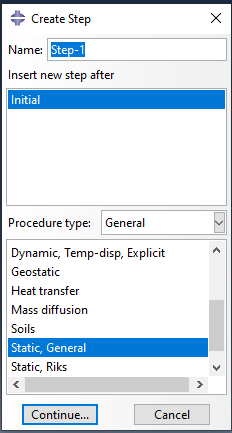 Create Step
Name: Step-1
Insert new step after
Initial
Procedure type: General
Dynamic, Temp-disp, Explicit
Geostatic
Heat transfer
Mass diffusion
Soils
Static, General
Static, Riks
Continue... Cancel